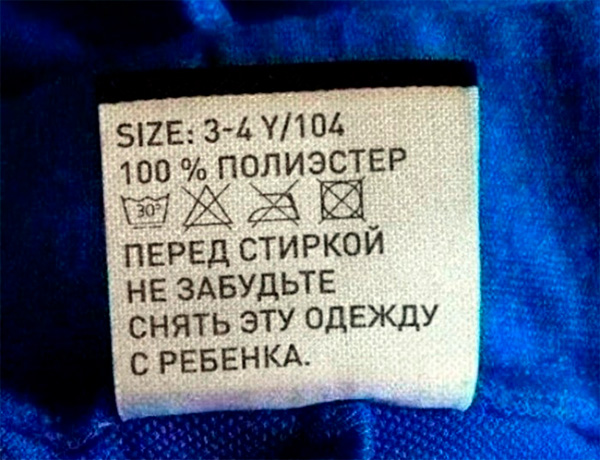 SIZE: 3-4 Y/104
100 % ПОЛИЭСТЕР
30°
ПЕРЕД СТИРКОЙ
НЕ ЗАБУДЬТЕ
СНЯТЬ ЭТУ ОДЕЖДУ
С РЕБЕНКА.